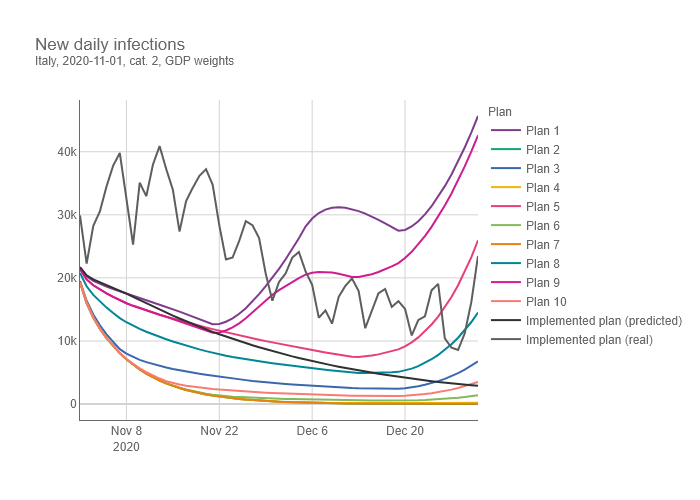 New daily infections
Italy, 2020-11-01, cat. 2, GDP weights
Plan
Plan 1
Plan 2
Plan 3
Plan 4
Plan 5
Plan 6
Plan 7
Plan 8
Plan 9
Plan 10
Implemented plan (predicted)
Implemented plan (real)
40k
30k
20k
10k
0
Nov 8
2020
Nov 22
Dec 6
Dec 20